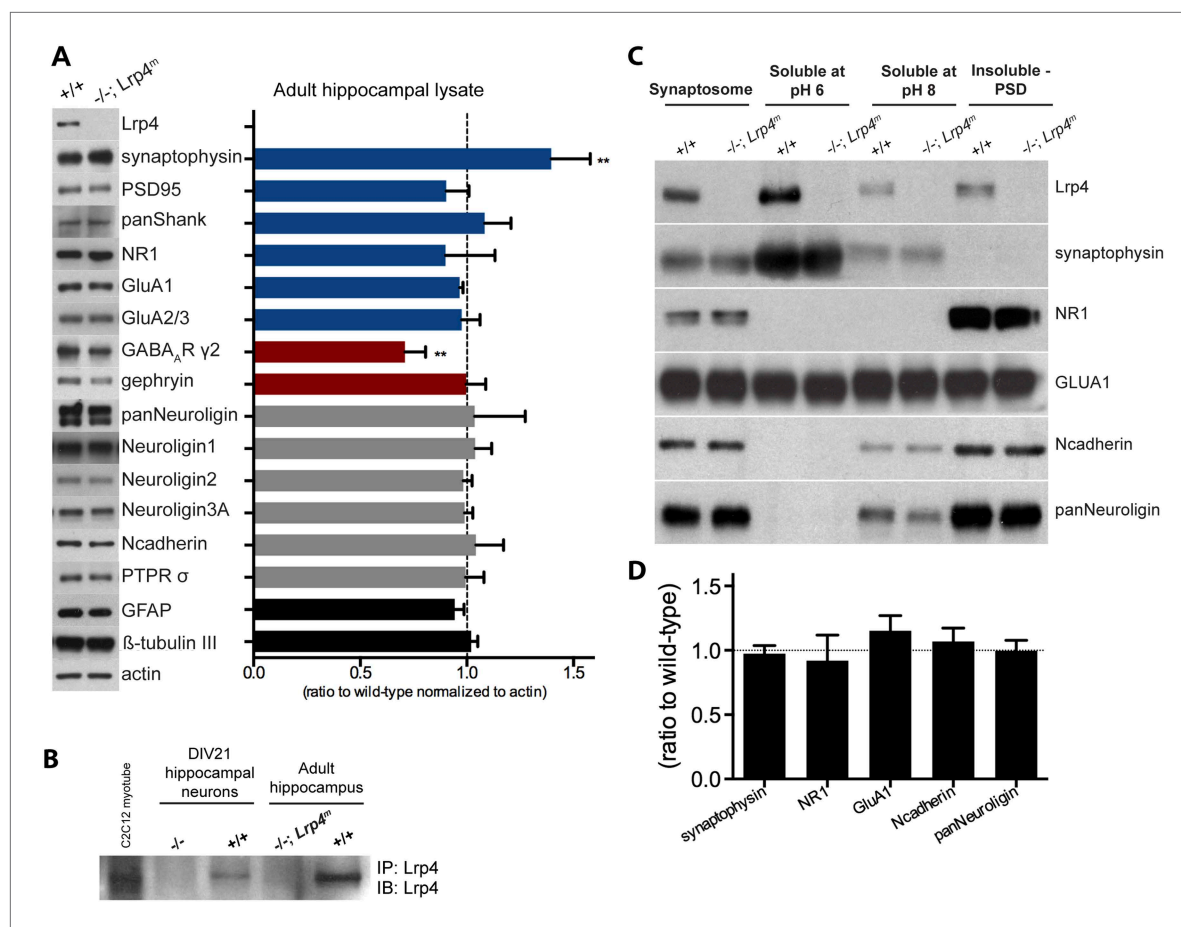 A
+/+
-/-; Lrp4ᵐ
Adult hippocampal lysate
Lrp4
synaptophysin
**
PSD95
panShank
NR1
GluA1
GluA2/3
GABA_AR γ2
**
gephryin
panNeuroligin
Neuroligin1
Neuroligin2
Neuroligin3A
Ncadherin
PTPR σ
GFAP
ß-tubulin III
actin
0.0 0.5 1.0 1.5
(ratio to wild-type normalized to actin)
B
C2C12 myotube
DIV21
hippocampal
neurons
Adult
hippocampus
-/-
+/+
-/-; Lrp4ᵐ
+/+
IP: Lrp4
IB: Lrp4
C
Synaptosome
Soluble at
pH 6
Soluble at
pH 8
Insoluble -
PSD
+/+
-/-; Lrp4ᵐ
+/+
-/-; Lrp4ᵐ
+/+
-/-; Lrp4ᵐ
+/+
-/-; Lrp4ᵐ
Lrp4
synaptophysin
NR1
GLUA1
Ncadherin
panNeuroligin
D
(ratio to wild-type)
1.5
1.0
0.5
0.0
synaptophysin
NR1
GluA1
Ncadherin
panNeuroligin